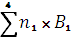 4
∑ n₁ × B₁